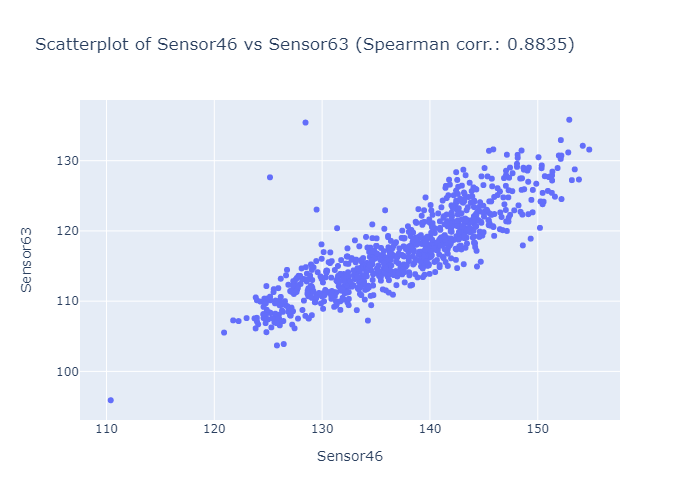 Scatterplot of Sensor46 vs Sensor63 (Spearman corr.: 0.8835)
Sensor63
130
120
110
100
110 120 130 140 150
Sensor46